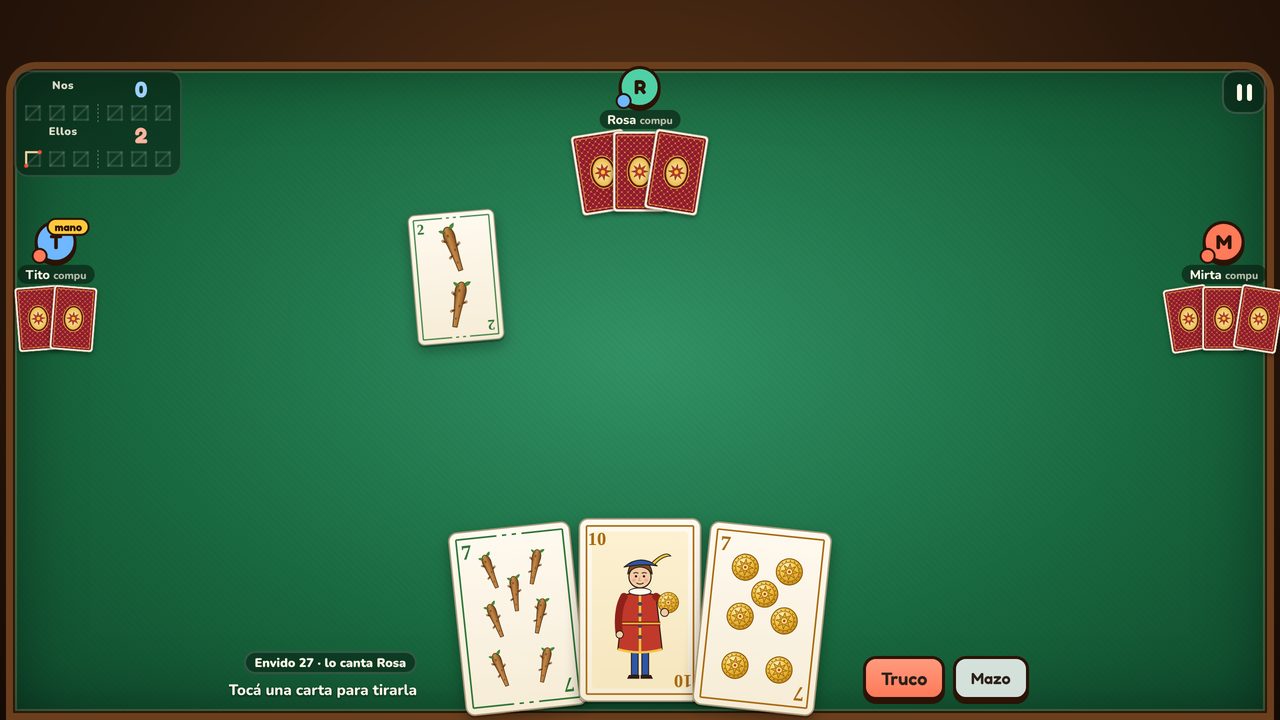 Nos 0
Ellos 2
R
Rosa compu
mano
T
Tito compu
M
Mirta compu
2
2
7
7
10
10
7
7
Envido 27 · lo canta Rosa
Tocá una carta para tirarla
Truco
Mazo